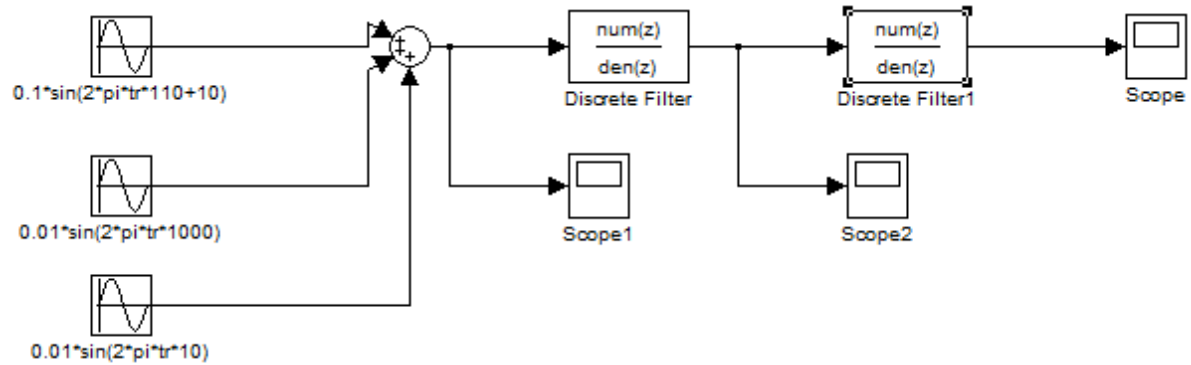 num(z)
den(z)
Discrete Filter
num(z)
den(z)
Discrete Filter1
Scope
0.1*sin(2*pi*tr*110+10)
+
+
+
0.01*sin(2*pi*tr*1000)
Scope1
Scope2
0.01*sin(2*pi*tr*10)